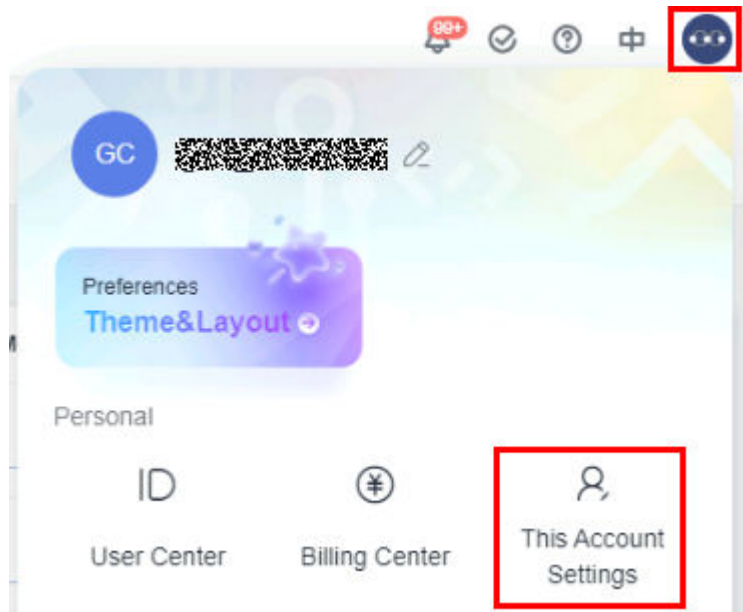 99+
中
GC
Preferences
Theme&Layout
Personal
ID
User Center
¥
Billing Center
This Account
Settings